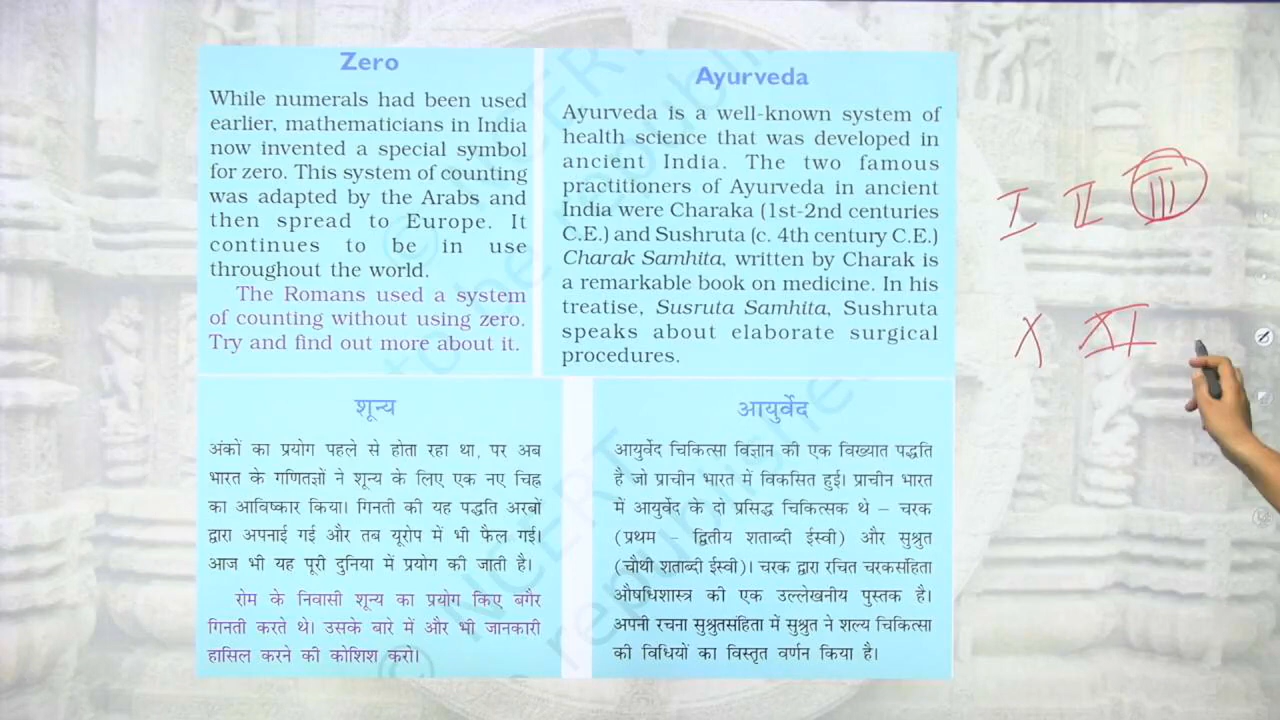 Zero
While numerals had been used
earlier, mathematicians in India
now invented a special symbol
for zero. This system of counting
was adapted by the Arabs and
then spread to Europe. It
continues to be in use
throughout the world.
The Romans used a system
of counting without using zero.
Try and find out more about it.
Ayurveda
Ayurveda is a well-known system of
health science that was developed in
ancient India. The two famous
practitioners of Ayurveda in ancient
India were Charaka (1st-2nd centuries
C.E.) and Sushruta (c. 4th century C.E.)
Charak Samhita, written by Charak is
a remarkable book on medicine. In his
treatise, Susruta Samhita, Sushruta
speaks about elaborate surgical
procedures.
I II III
X XI
शून्य
अंकों का प्रयोग पहले से होता रहा था, पर अब
भारत के गणितज्ञों ने शून्य के लिए एक नए चिह्न
का आविष्कार किया। गिनती की यह पद्धति अरबों
द्वारा अपनाई गई और तब यूरोप में भी फैल गई।
आज भी यह पूरी दुनिया में प्रयोग की जाती है।
रोम के निवासी शून्य का प्रयोग किए बगैर
गिनती करते थे। उसके बारे में और भी जानकारी
हासिल करने की कोशिश करो।
आयुर्वेद
आयुर्वेद चिकित्सा विज्ञान की एक विख्यात पद्धति
है जो प्राचीन भारत में विकसित हुई। प्राचीन भारत
में आयुर्वेद के दो प्रसिद्ध चिकित्सक थे – चरक
(प्रथम - द्वितीय शताब्दी ईस्वी) और सुश्रुत
(चौथी शताब्दी ईस्वी)। चरक द्वारा रचित चरकसंहिता
औषधिशास्त्र की एक उल्लेखनीय पुस्तक है।
अपनी रचना सुश्रुतसंहिता में सुश्रुत ने शल्य चिकित्सा
की विधियों का विस्तृत वर्णन किया है।